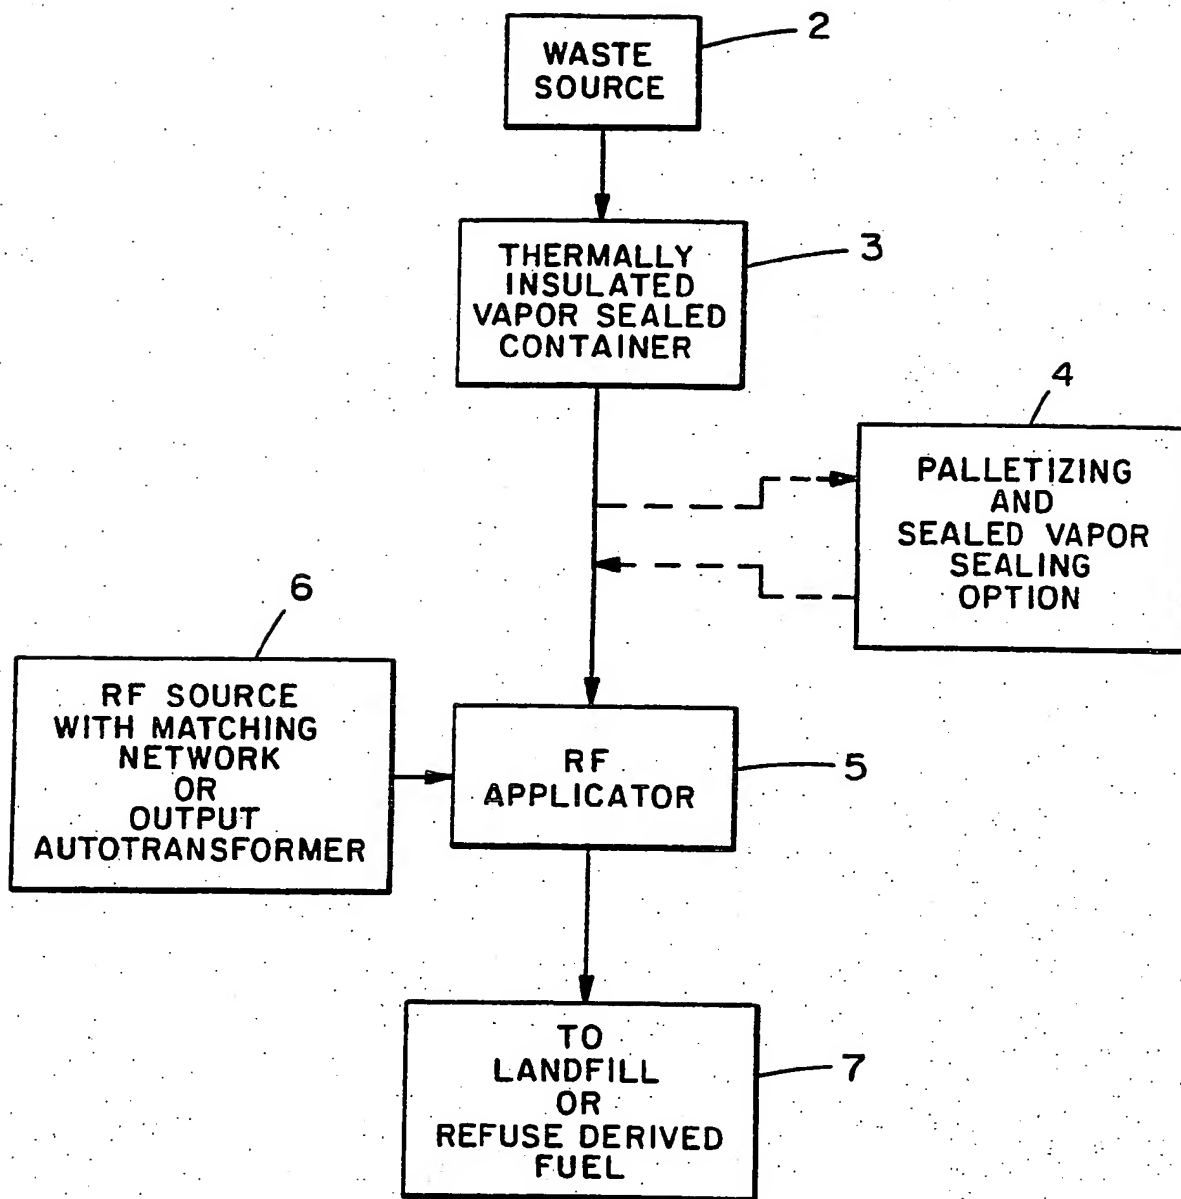 WASTE
SOURCE
2
THERMALLY
INSULATED
VAPOR SEALED
CONTAINER
3
4
PALLETIZING
AND
SEALED VAPOR
SEALING
OPTION
6
RF SOURCE
WITH MATCHING
NETWORK
OR
OUTPUT
AUTOTRANSFORMER
RF
APPLICATOR
5
TO
LANDFILL
OR
REFUSE DERIVED
FUEL
7